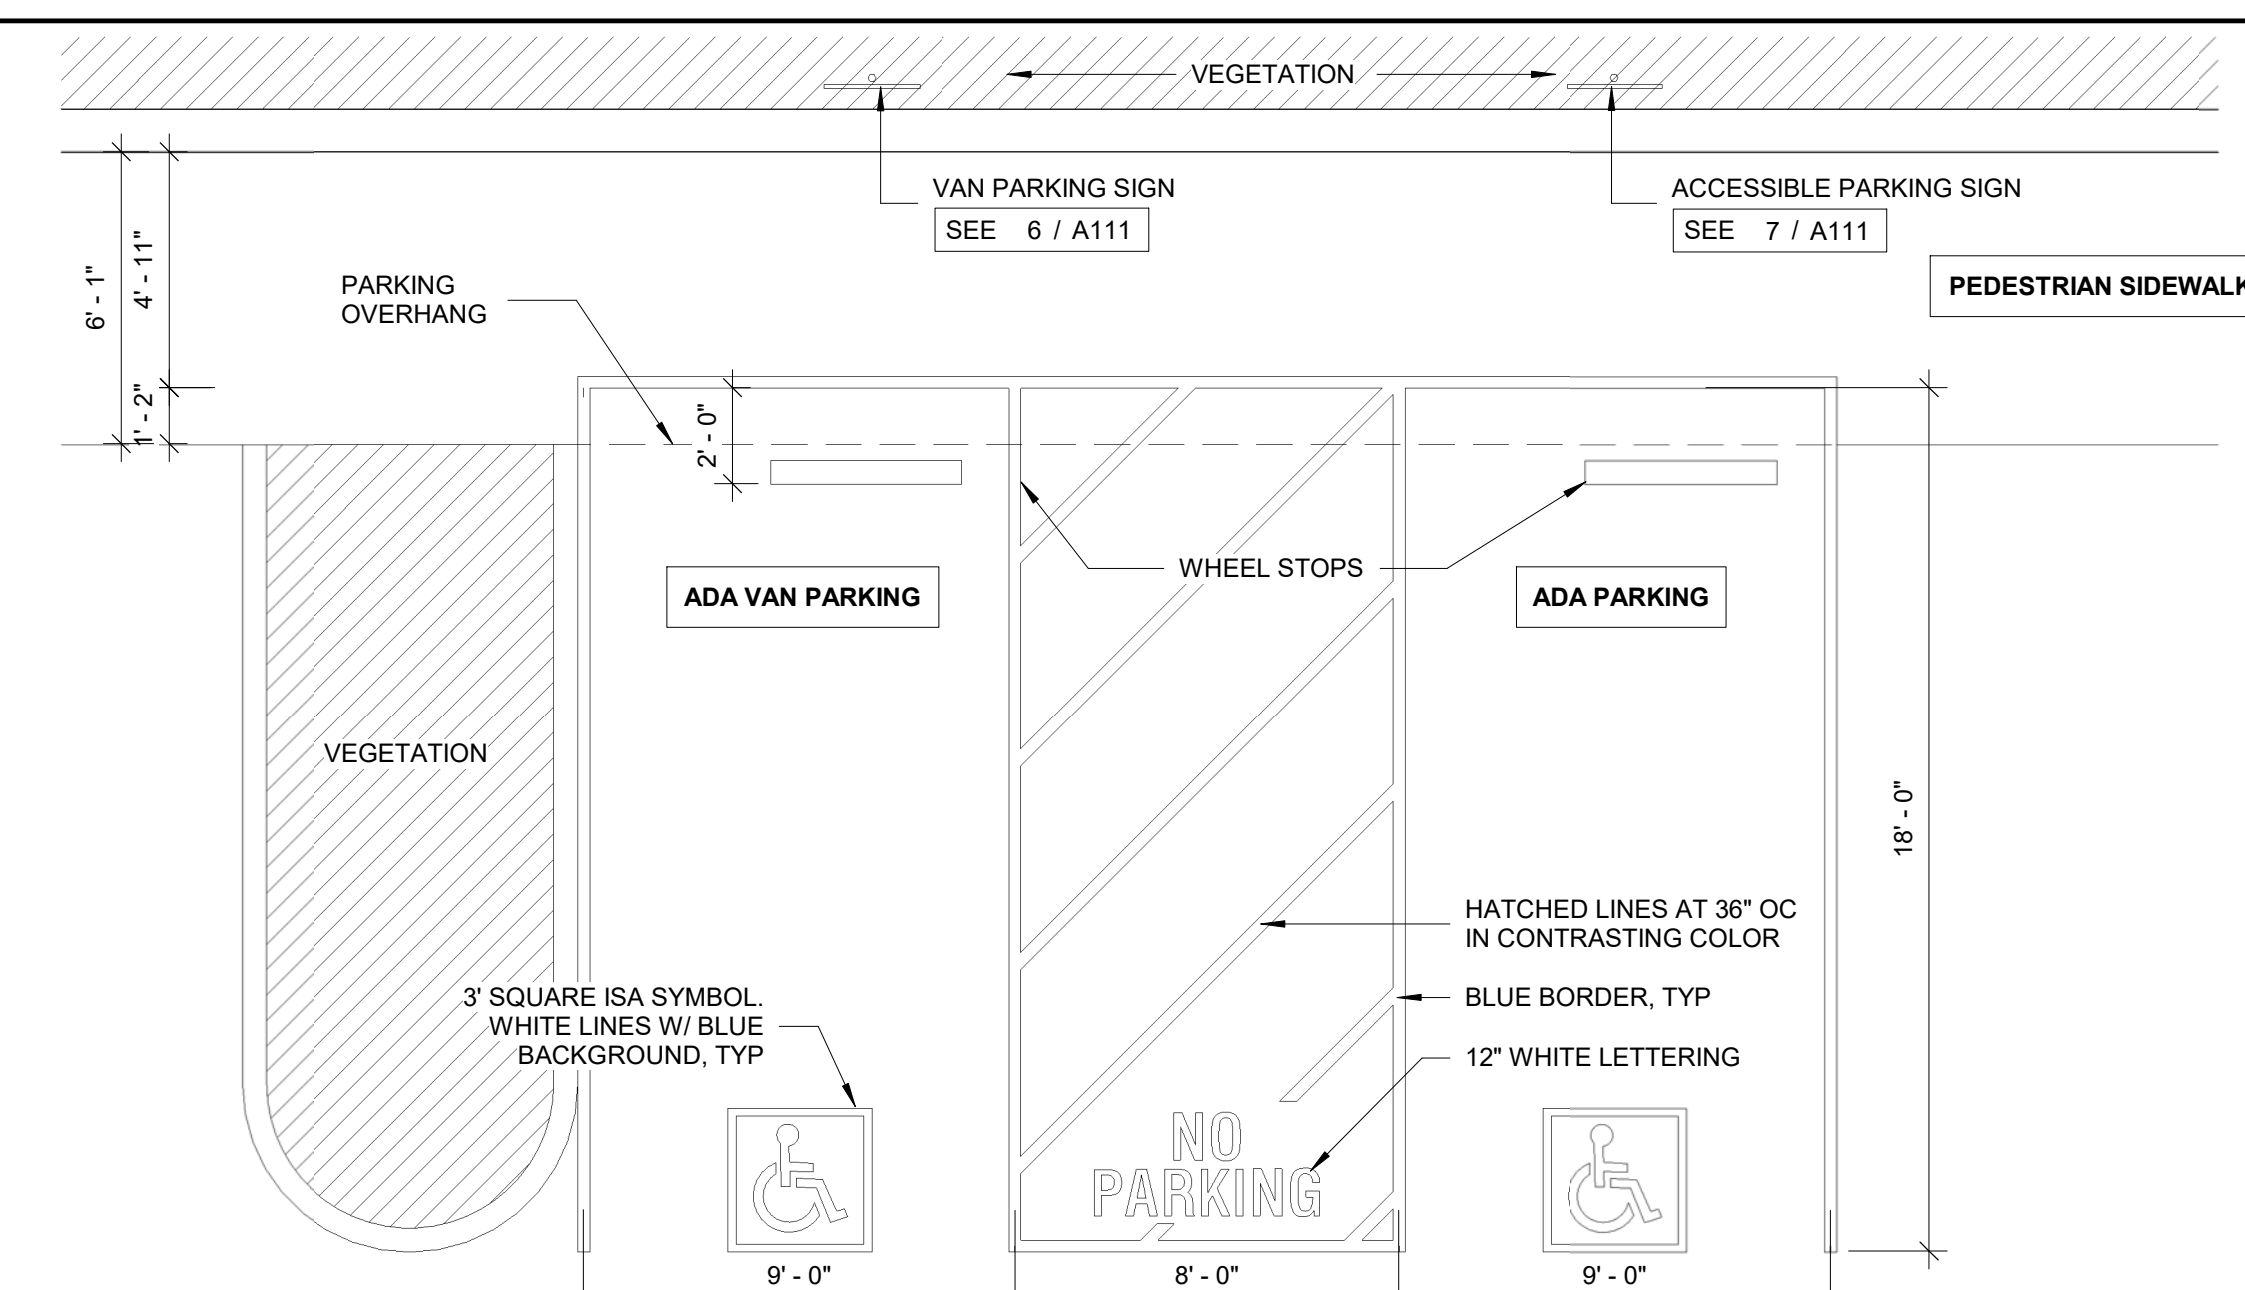 VEGETATION
VAN PARKING SIGN
SEE 6 / A111
ACCESSIBLE PARKING SIGN
SEE 7 / A111
PEDESTRIAN SIDEWALK
6' - 1"
4' - 11"
1' - 2"
PARKING
OVERHANG
2' - 0"
WHEEL STOPS
ADA VAN PARKING
ADA PARKING
VEGETATION
18' - 0"
HATCHED LINES AT 36" OC
IN CONTRASTING COLOR
3' SQUARE ISA SYMBOL.
WHITE LINES W/ BLUE
BACKGROUND, TYP
BLUE BORDER, TYP
12" WHITE LETTERING
NO
PARKING
9' - 0"
8' - 0"
9' - 0"